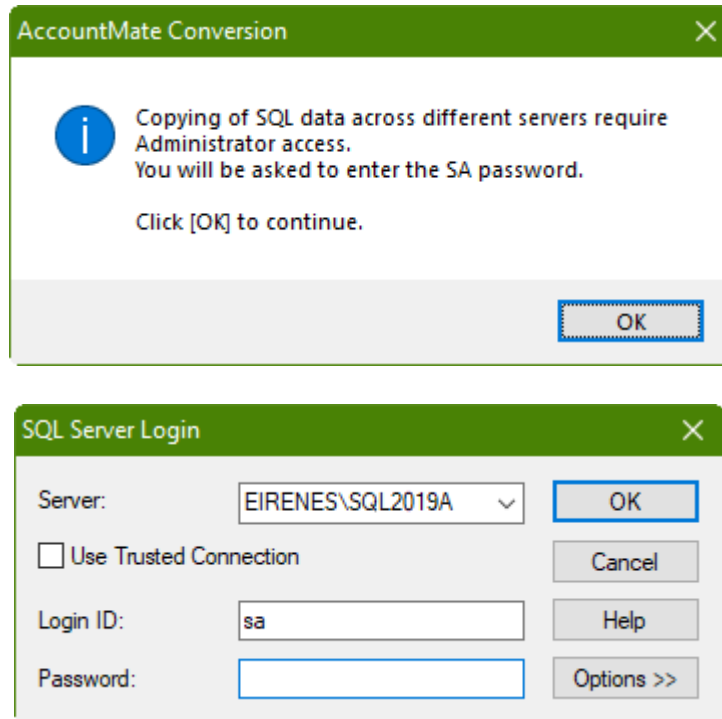 AccountMate Conversion
Copying of SQL data across different servers require
Administrator access.
You will be asked to enter the SA password.
Click [OK] to continue.
OK
SQL Server Login
Server: EIRENES\SQL2019A OK
Use Trusted Connection Cancel
Login ID: sa Help
Password: Options >>